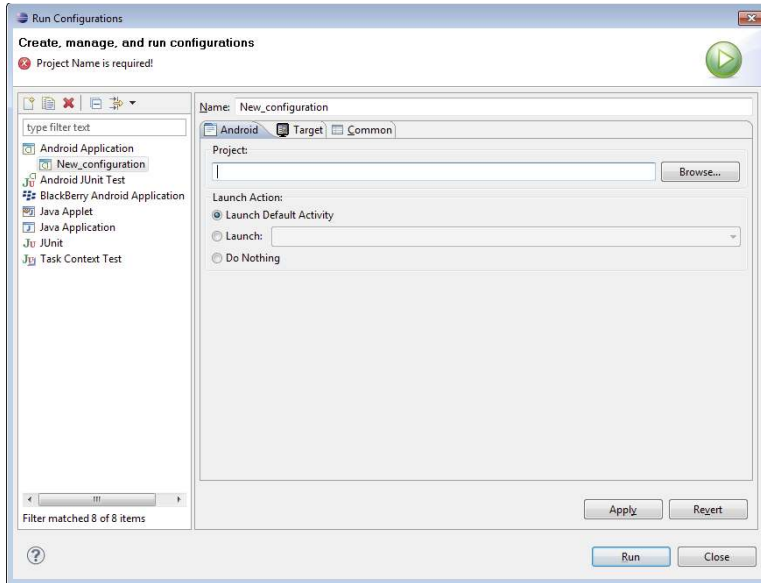 Run Configurations
Create, manage, and run configurations
Project Name is required!
type filter text
Android Application
New_configuration
Android JUnit Test
BlackBerry Android Application
Java Applet
Java Application
JUnit
Task Context Test
Filter matched 8 of 8 items
Name: New_configuration
Android Target Common
Project:
Browse...
Launch Action:
Launch Default Activity
Launch:
Do Nothing
Apply Revert
Run Close